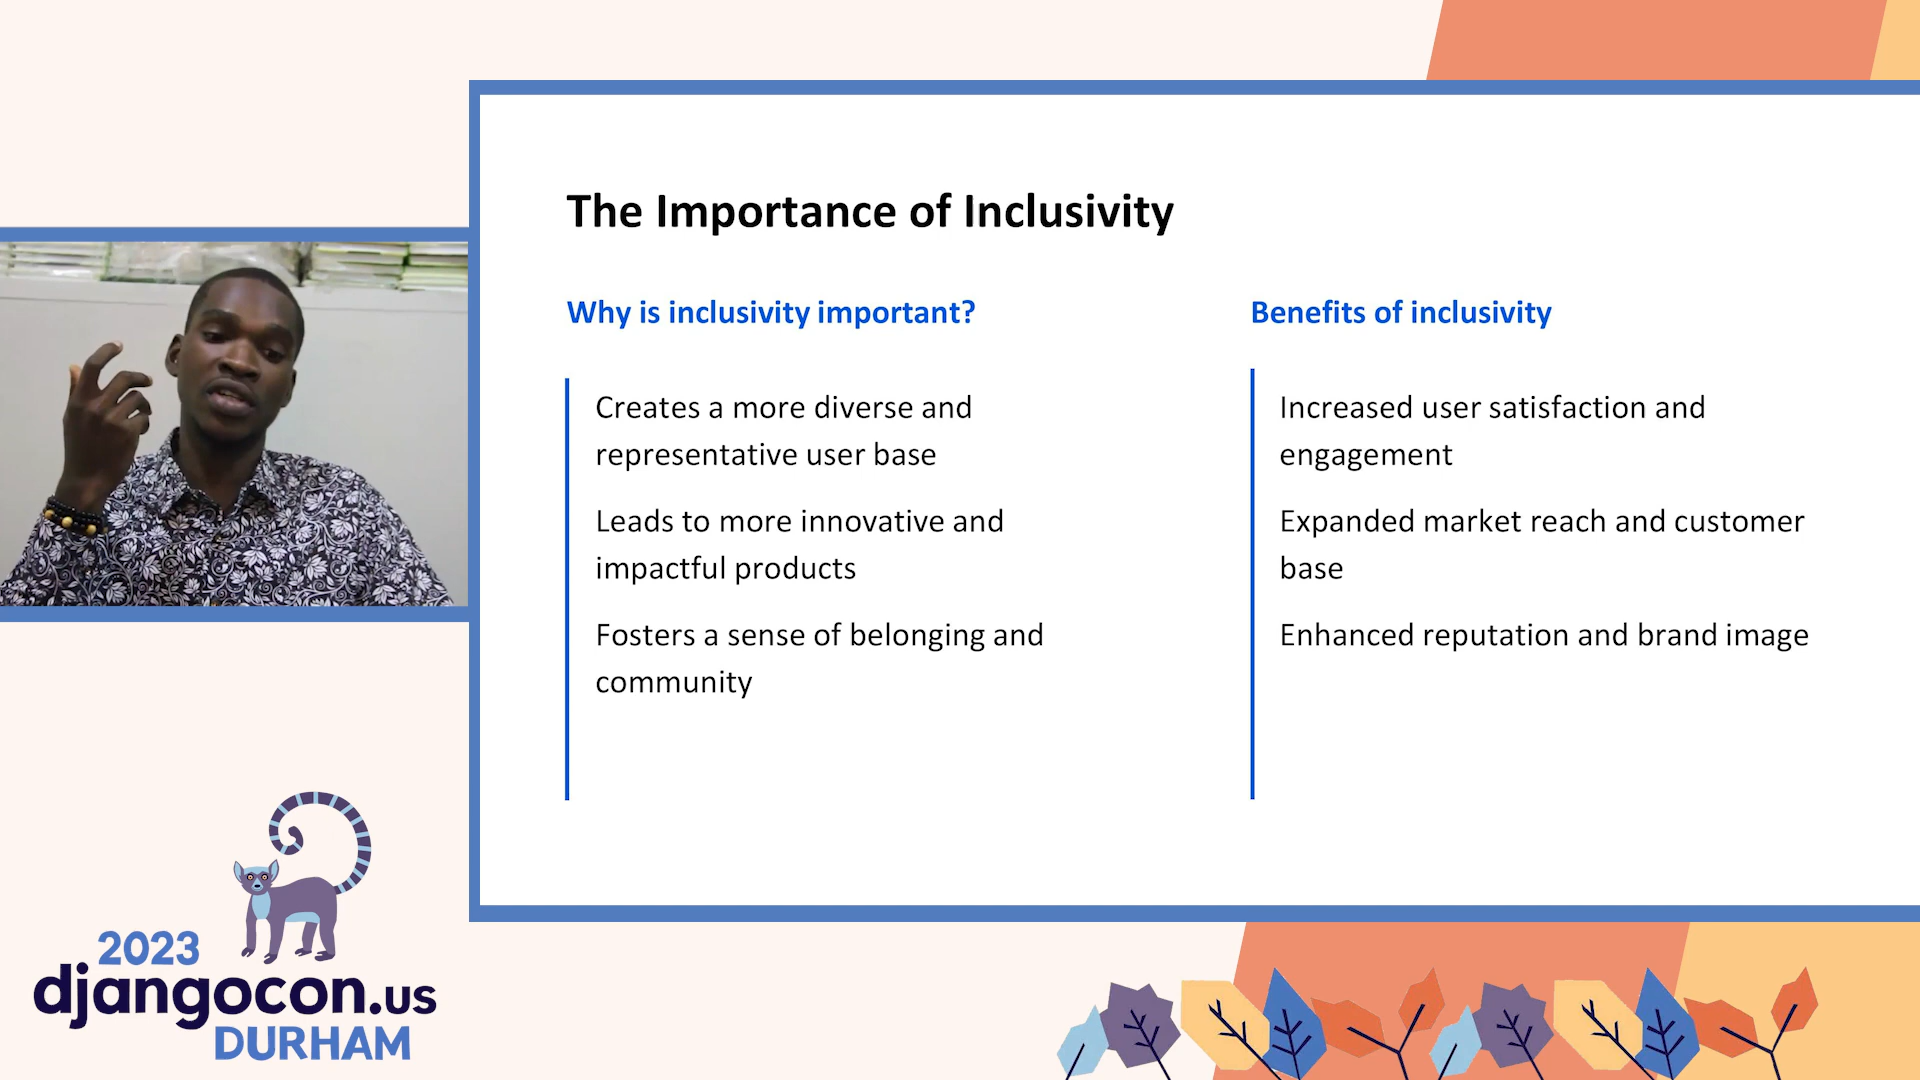 The Importance of Inclusivity
Why is inclusivity important?
Creates a more diverse and
representative user base
Leads to more innovative and
impactful products
Fosters a sense of belonging and
community
Benefits of inclusivity
Increased user satisfaction and
engagement
Expanded market reach and customer
base
Enhanced reputation and brand image
2023
djangocon.us
DURHAM